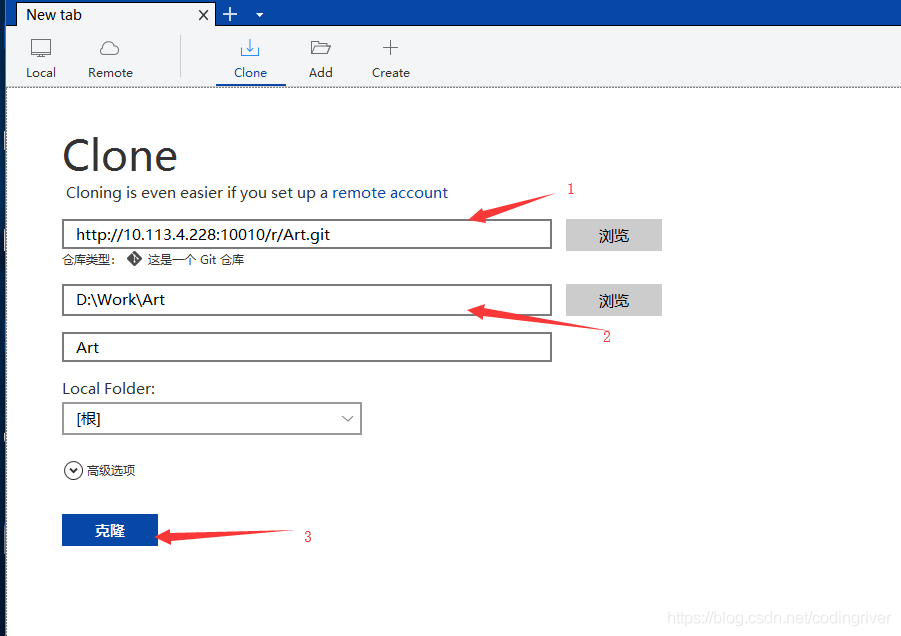 New tab
Local Remote Clone Add Create
Clone
Cloning is even easier if you set up a remote account
1
http://10.113.4.228:10010/r/Art.git 浏览
仓库类型: 这是一个 Git 仓库
D:\Work\Art 浏览
2
Art
Local Folder:
[根]
高级选项
克隆
3
https://blog.csdn.net/codingriver